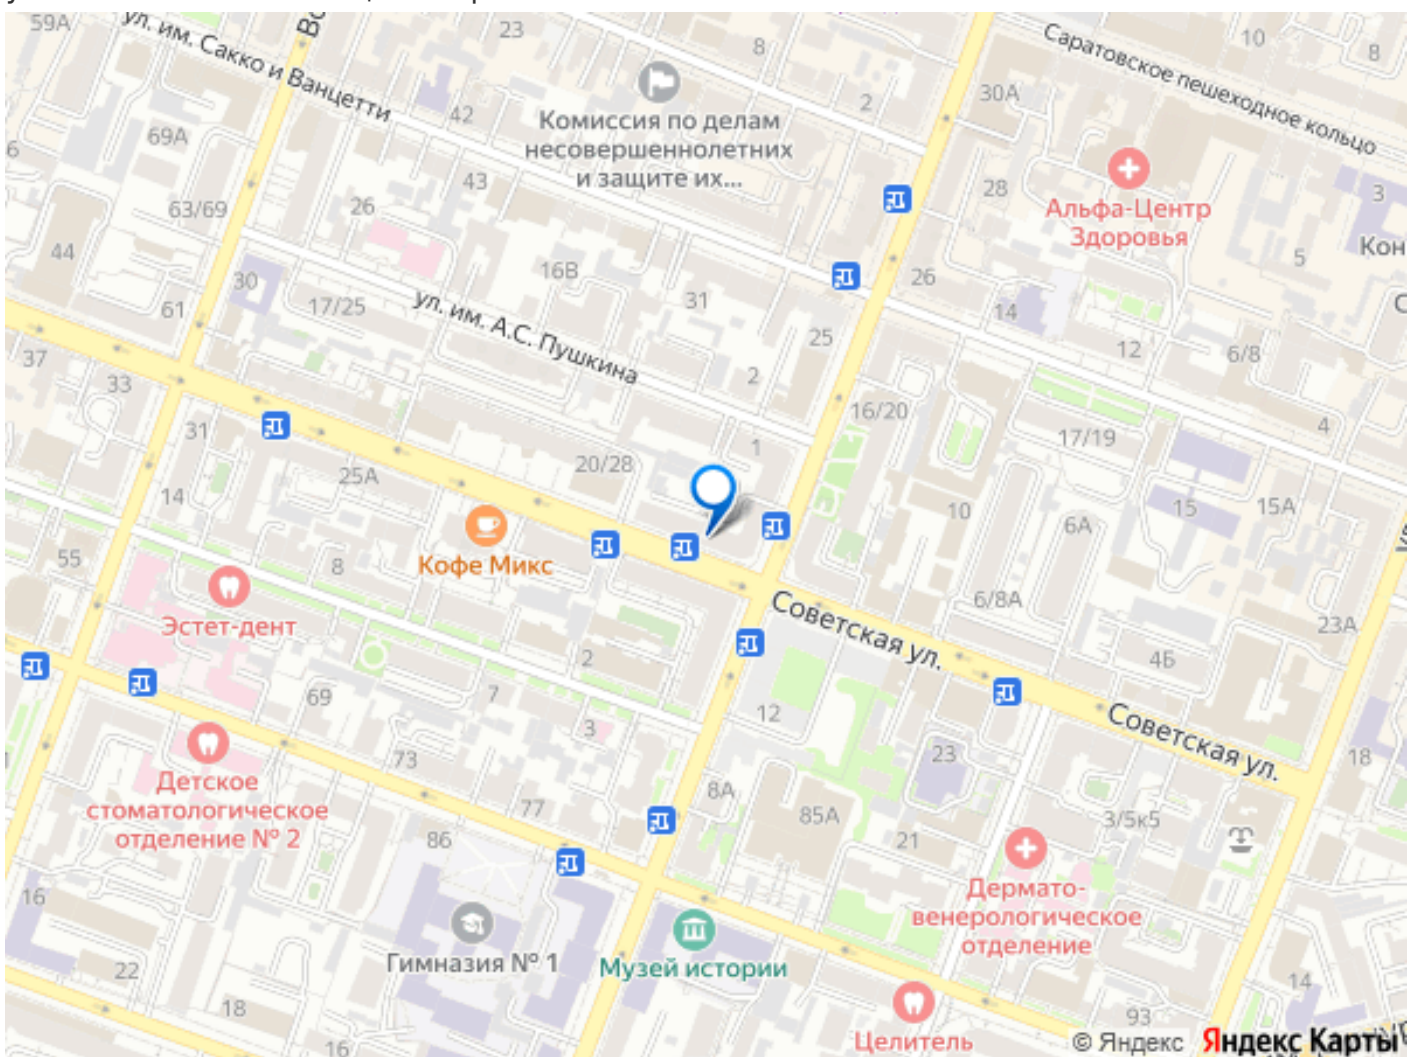 59А
ул. им. Сакко и Ванцетти
23
8
Саратовское пешеходное кольцо
10
8
42
2
30А
69А
Комиссия по делам
несовершеннолетних
и защите их...
6
43
28
3
63/69
26
Альфа-Центр
Здоровья
5
Кон
44
16В
26
30
61
17/25
ул. им. А.С. Пушкина
31
25
14
12
6/8
37
33
2
16/20
4
31
25А
20/28
1
17/19
14
10
15
15А
6А
Кофе Микс
55
8
6/8А
Эстет-дент
Советская ул.
23А
2
4Б
69
7
3
12
Советская ул.
73
23
18
Детское
стоматологическое
отделение № 2
77
8А
85А
3/5к5
86
21
16
Дермато-
венерологическое
отделение
Гимназия № 1
Музей истории
22
14
18
93
16
Целитель
© Яндекс Яндекс Карты